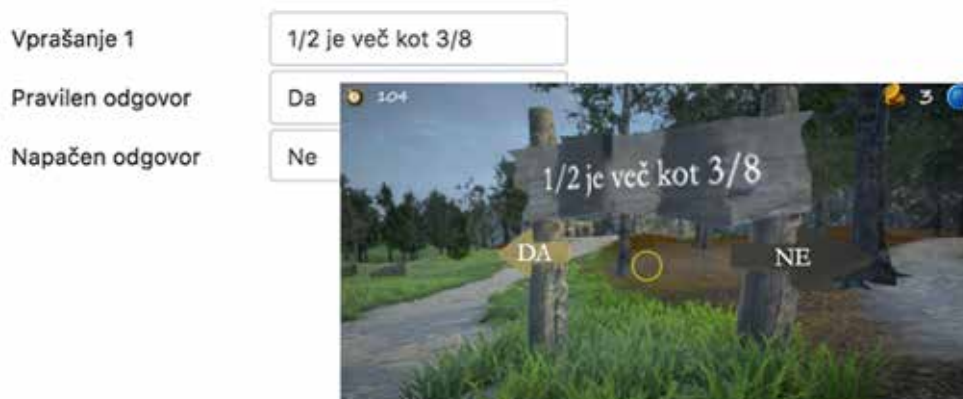 Vprašanje 1
1/2 je več kot 3/8
Pravilen odgovor
Da
Napačen odgovor
Ne
104
3
1/2 je več kot 3/8
DA
NE